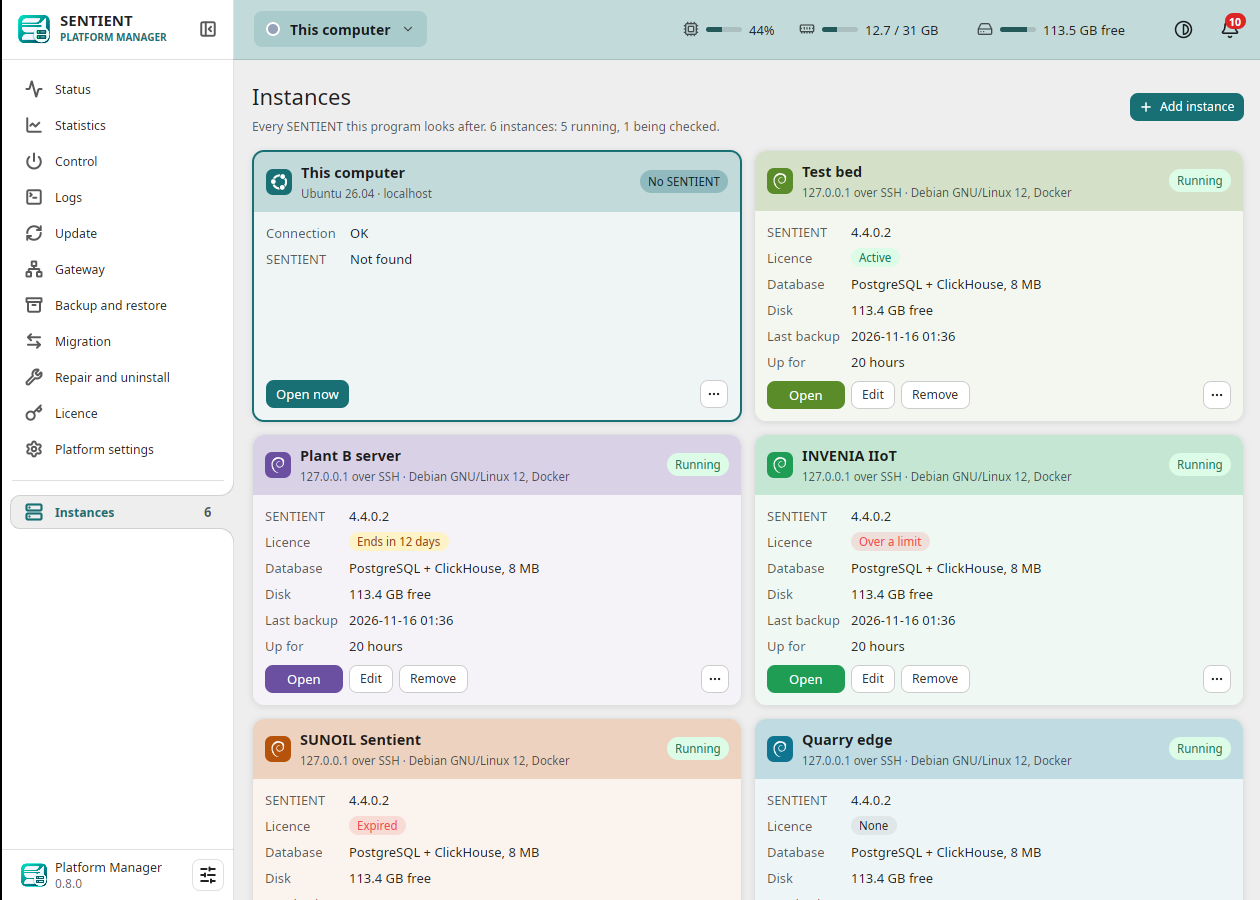 SENTIENT
PLATFORM MANAGER
This computer
44%
12.7 / 31 GB
113.5 GB free
10
Status
Statistics
Control
Logs
Update
Gateway
Backup and restore
Migration
Repair and uninstall
Licence
Platform settings
Instances 6
Platform Manager
0.8.0
Instances
Every SENTIENT this program looks after. 6 instances: 5 running, 1 being checked.
+ Add instance
This computer
Ubuntu 26.04 · localhost
No SENTIENT
Connection OK
SENTIENT Not found
Open now
Test bed
127.0.0.1 over SSH · Debian GNU/Linux 12, Docker
Running
SENTIENT 4.4.0.2
Licence Active
Database PostgreSQL + ClickHouse, 8 MB
Disk 113.4 GB free
Last backup 2026-11-16 01:36
Up for 20 hours
Open Edit Remove
Plant B server
127.0.0.1 over SSH · Debian GNU/Linux 12, Docker
Running
SENTIENT 4.4.0.2
Licence Ends in 12 days
Database PostgreSQL + ClickHouse, 8 MB
Disk 113.4 GB free
Last backup 2026-11-16 01:36
Up for 20 hours
Open Edit Remove
INVENIA IIoT
127.0.0.1 over SSH · Debian GNU/Linux 12, Docker
Running
SENTIENT 4.4.0.2
Licence Over a limit
Database PostgreSQL + ClickHouse, 8 MB
Disk 113.4 GB free
Last backup 2026-11-16 01:36
Up for 20 hours
Open Edit Remove
SUNOIL Sentient
127.0.0.1 over SSH · Debian GNU/Linux 12, Docker
Running
SENTIENT 4.4.0.2
Licence Expired
Database PostgreSQL + ClickHouse, 8 MB
Disk 113.4 GB free
Quarry edge
127.0.0.1 over SSH · Debian GNU/Linux 12, Docker
Running
SENTIENT 4.4.0.2
Licence None
Database PostgreSQL + ClickHouse, 8 MB
Disk 113.4 GB free